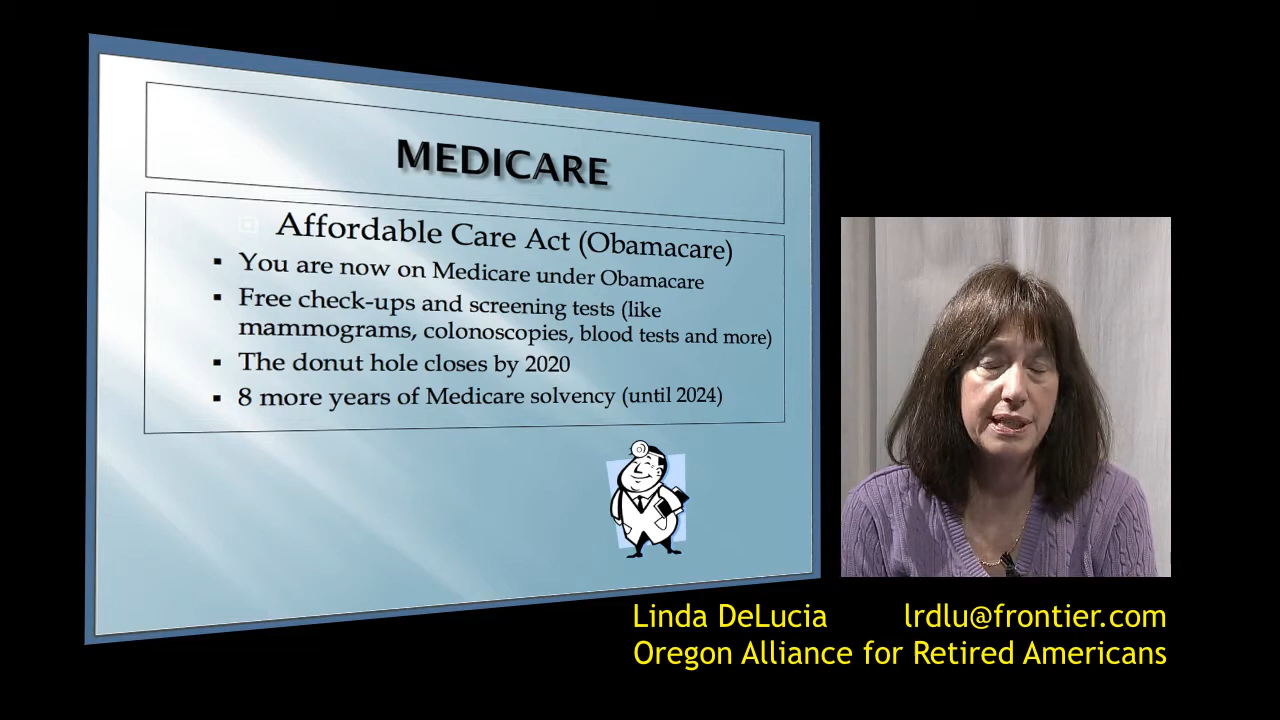 MEDICARE
Affordable Care Act (Obamacare)
▪ You are now on Medicare under Obamacare
▪ Free check-ups and screening tests (like
mammograms, colonoscopies, blood tests and more)
▪ The donut hole closes by 2020
▪ 8 more years of Medicare solvency (until 2024)
Linda DeLucia lrdlu@frontier.com
Oregon Alliance for Retired Americans